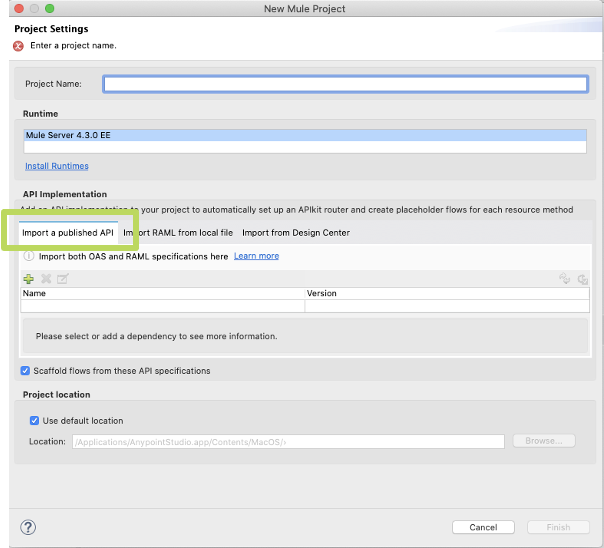 New Mule Project
Project Settings
Enter a project name.
Project Name:
Runtime
Mule Server 4.3.0 EE
Install Runtimes
API Implementation
Add an API implementation to your project to automatically set up an APIkit router and create placeholder flows for each resource method
Import a published API Import RAML from local file Import from Design Center
Import both OAS and RAML specifications here Learn more
Name Version
Please select or add a dependency to see more information.
Scaffold flows from these API specifications
Project location
Use default location
Location: /Applications/AnypointStudio.app/Contents/MacOS/‹ Browse...
? Cancel Finish